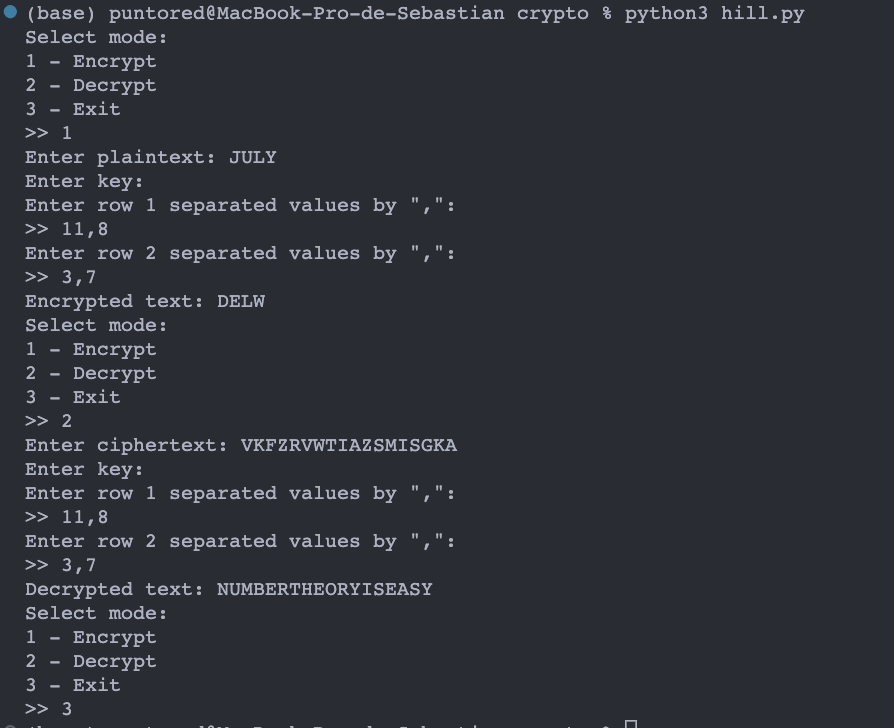 (base) puntored@MacBook-Pro-de-Sebastian crypto % python3 hill.py
Select mode:
1 - Encrypt
2 - Decrypt
3 - Exit
>> 1
Enter plaintext: JULY
Enter key:
Enter row 1 separated values by ",":
>> 11,8
Enter row 2 separated values by ",":
>> 3,7
Encrypted text: DELW
Select mode:
1 - Encrypt
2 - Decrypt
3 - Exit
>> 2
Enter ciphertext: VKFZRVWTIAZSMISGKA
Enter key:
Enter row 1 separated values by ",":
>> 11,8
Enter row 2 separated values by ",":
>> 3,7
Decrypted text: NUMBERTHEORYISEASY
Select mode:
1 - Encrypt
2 - Decrypt
3 - Exit
>> 3